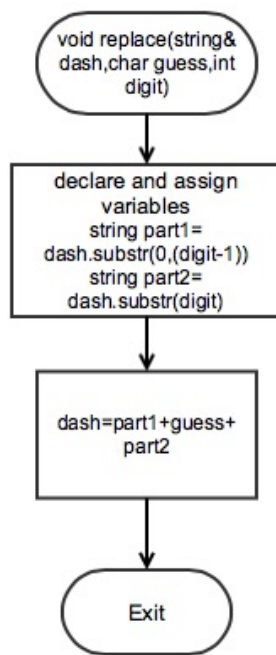 void replace(string&
dash,char guess,int
digit)
declare and assign
variables
string part1=
dash.substr(0,(digit-1))
string part2=
dash.substr(digit)
dash=part1+guess+
part2
Exit